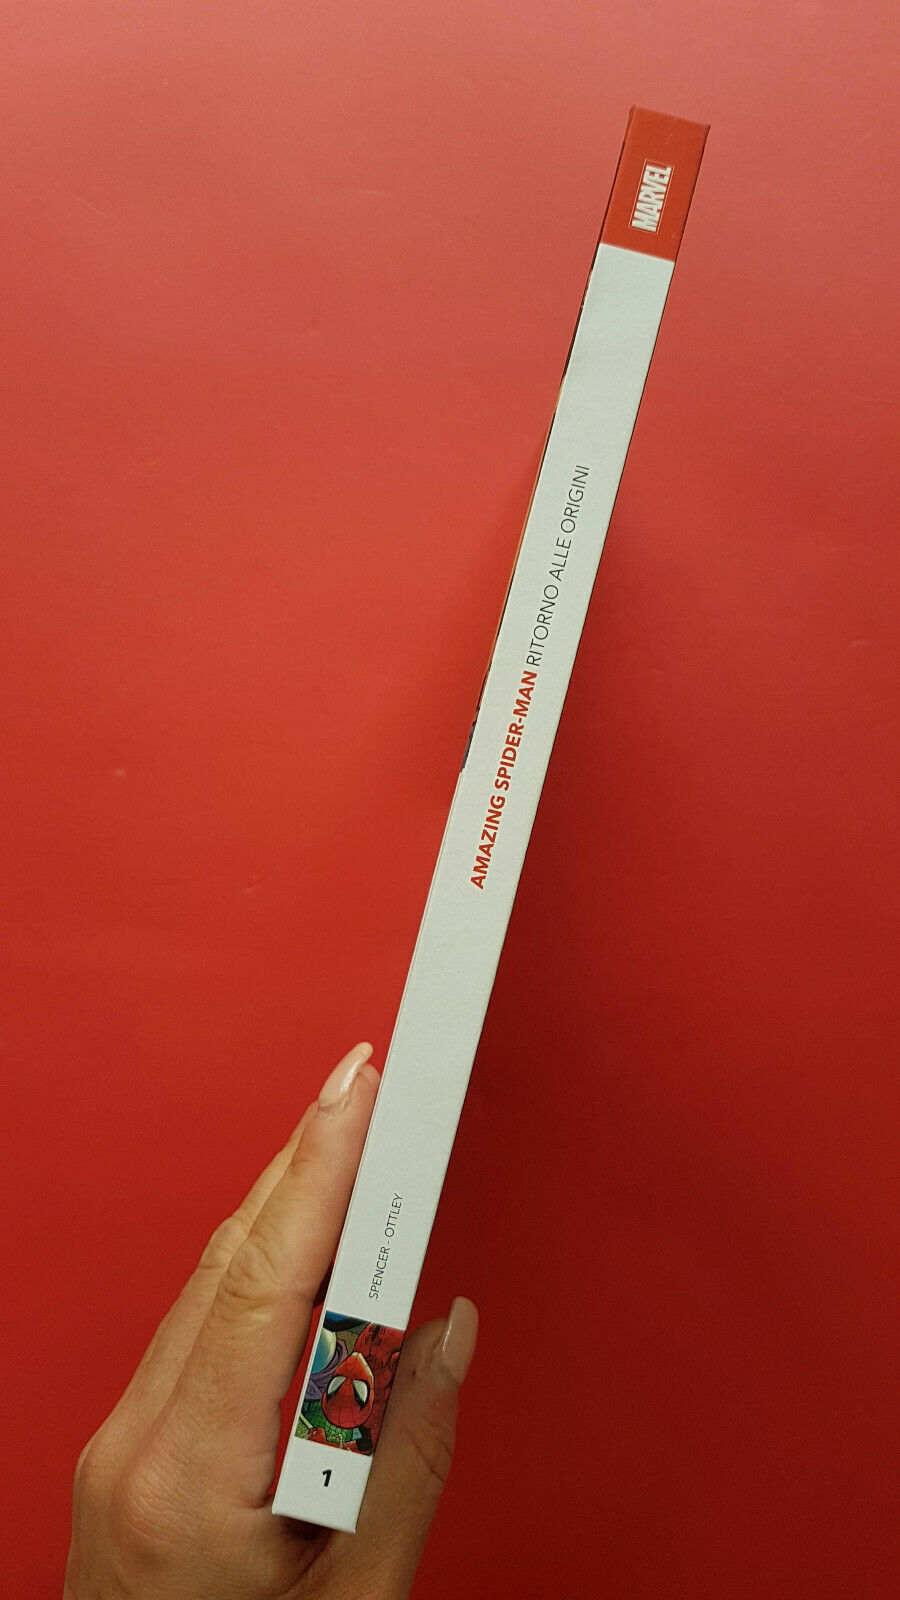 MARVEL
AMAZING SPIDER-MAN RITORNO ALLE ORIGINI
SPENCER - OTTLEY
1